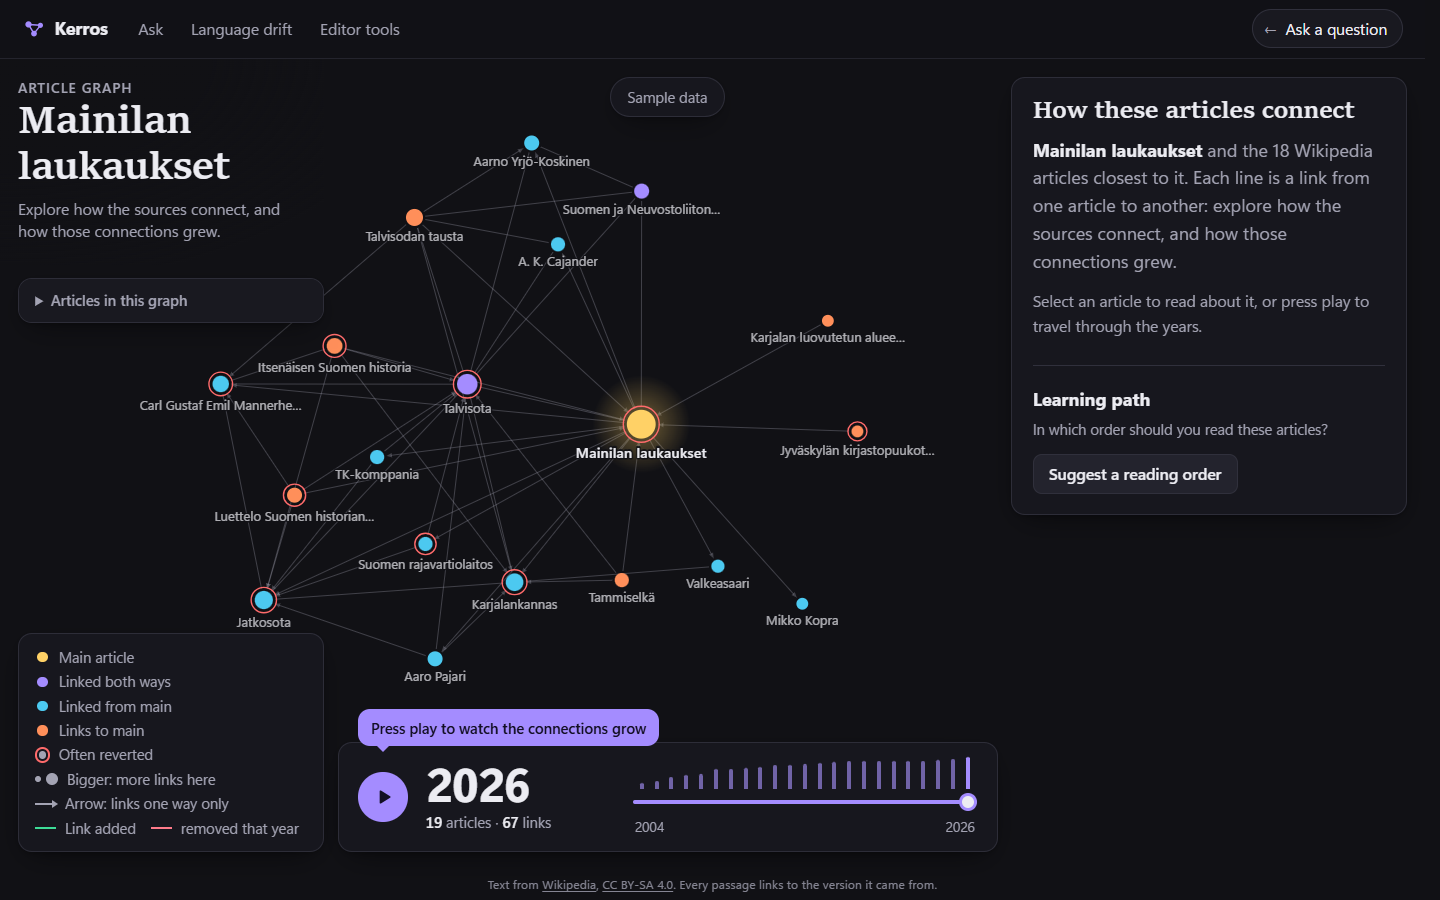 Kerros
Ask
Language drift
Editor tools
← Ask a question
ARTICLE GRAPH
Mainilan
laukaukset
Explore how the sources connect, and
how those connections grew.
Articles in this graph
Sample data
Aarno Yrjö-Koskinen
Suomen ja Neuvostoliiton...
Talvisodan tausta
A. K. Cajander
Karjalan luovutetun aluee...
Itsenäisen Suomen historia
Carl Gustaf Emil Mannerhe...
Talvisota
Mainilan laukaukset
Jyväskylän kirjastopuukot...
TK-komppania
Luettelo Suomen historian...
Suomen rajavartiolaitos
Karjalankannas
Tammiselkä
Valkeasaari
Mikko Kopra
Jatkosota
Aaro Pajari
Main article
Linked both ways
Linked from main
Links to main
Often reverted
Bigger: more links here
Arrow: links one way only
Link added
removed that year
Press play to watch the connections grow
2026
19 articles · 67 links
2004
2026
How these articles connect
Mainilan laukaukset and the 18 Wikipedia
articles closest to it. Each line is a link from
one article to another: explore how the
sources connect, and how those
connections grew.
Select an article to read about it, or press play to
travel through the years.
Learning path
In which order should you read these articles?
Suggest a reading order
Text from Wikipedia, CC BY-SA 4.0. Every passage links to the version it came from.